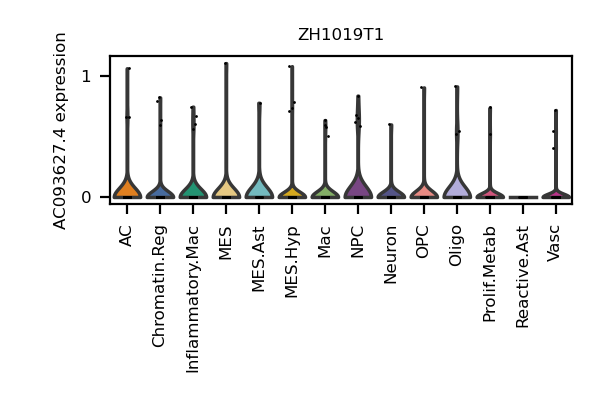 ZH1019T1
AC093627.4 expression
1
0
AC
Chromatin.Reg
Inflammatory.Mac
MES
MES.Ast
MES.Hyp
Mac
NPC
Neuron
OPC
Oligo
Prolif.Metab
Reactive.Ast
Vasc